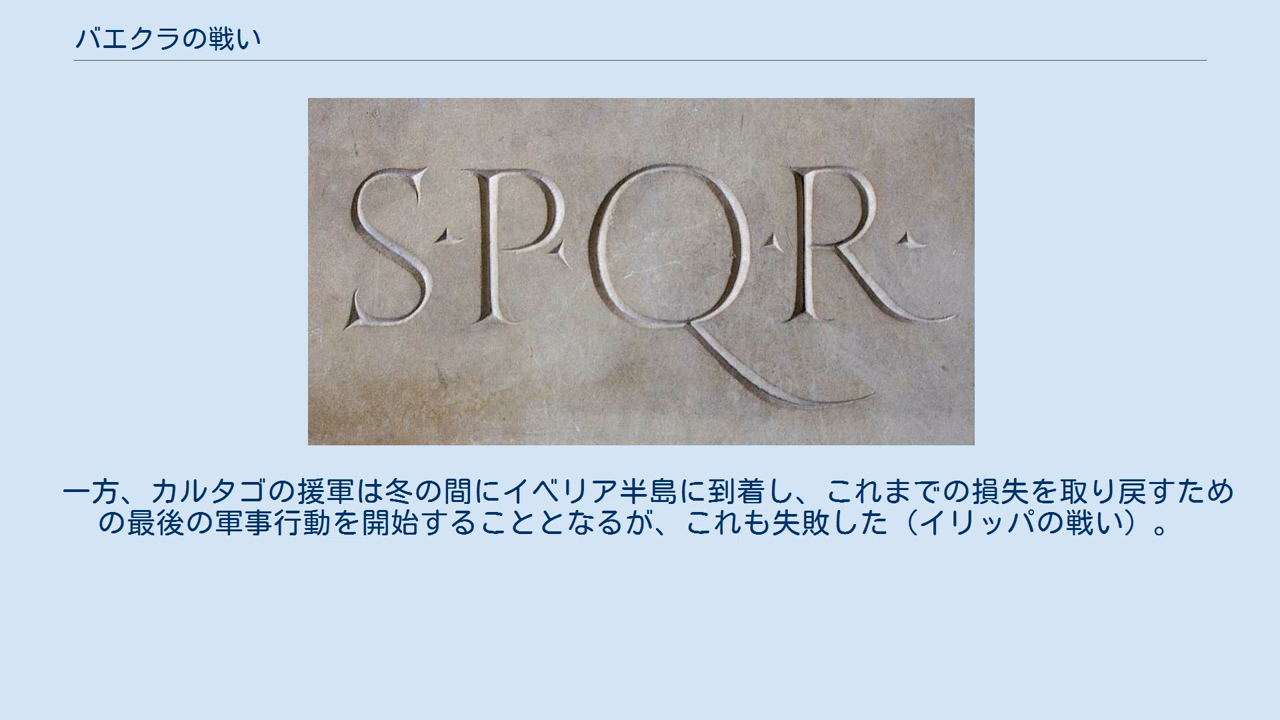 バエクラの戦い
S·P·Q·R·
一方、カルタゴの援軍は冬の間にイベリア半島に到着し、これまでの損失を取り戻すため
の最後の軍事行動を開始することとなるが、これも失敗した（イリッパの戦い）。